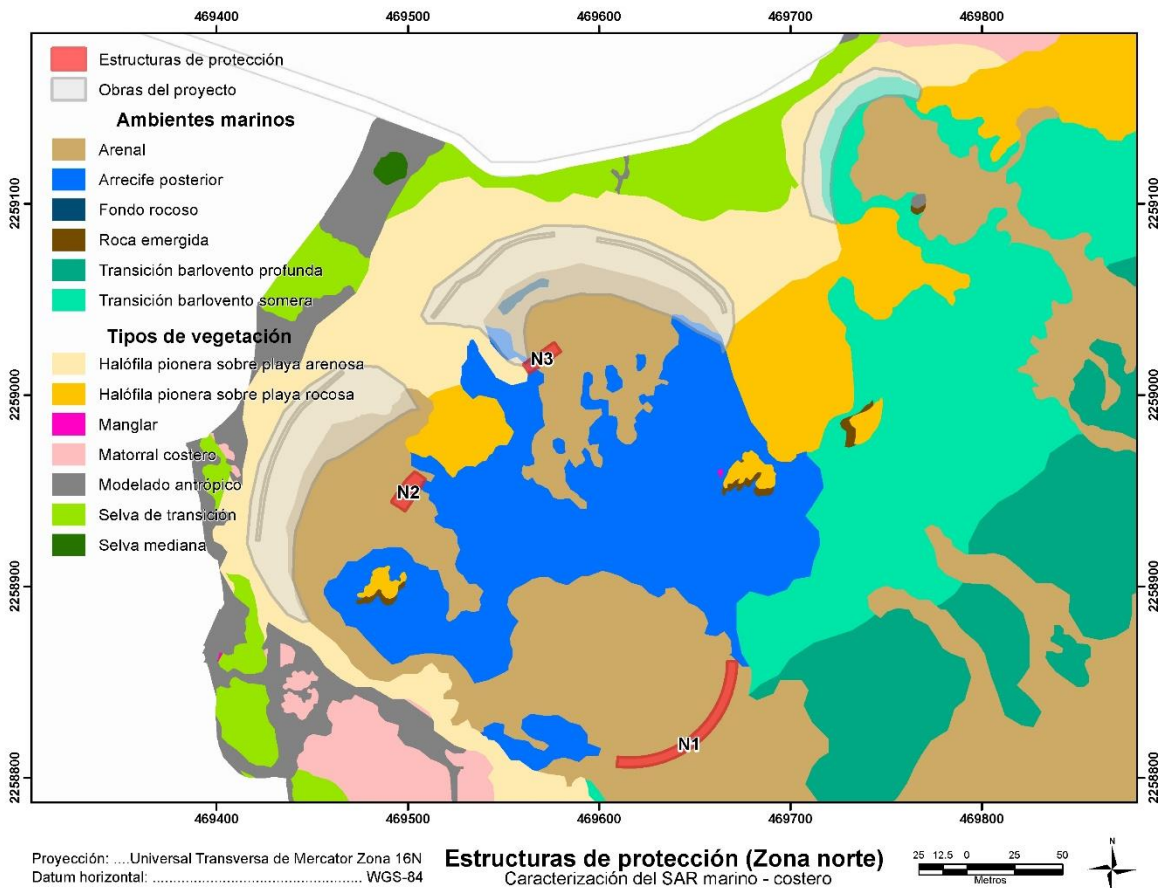 469400 469500 469600 469700 469800
Estructuras de protección
Obras del proyecto
Ambientes marinos
Arenal
Arrecife posterior
Fondo rocoso
Roca emergida
Transición barlovento profunda
Transición barlovento somera
Tipos de vegetación
Halófila pionera sobre playa arenosa
Halófila pionera sobre playa rocosa
Manglar
Matorral costero
Modelado antrópico
Selva de transición
Selva mediana
2259100
2259000
2258900
2258800
N3
N2
N1
2259100
2259000
2258900
2258800
469400 469500 469600 469700 469800
Proyección: ....Universal Transversa de Mercator Zona 16N
Datum horizontal: ................................................ WGS-84
Estructuras de protección (Zona norte)
Caracterización del SAR marino - costero
25 12.5 0 25 50
Metros
N